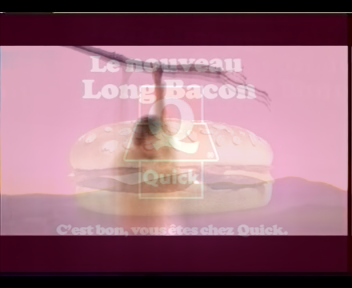 Le nouveau
Long Bacon
Q
Quick
C'est bon, vous êtes chez Quick.